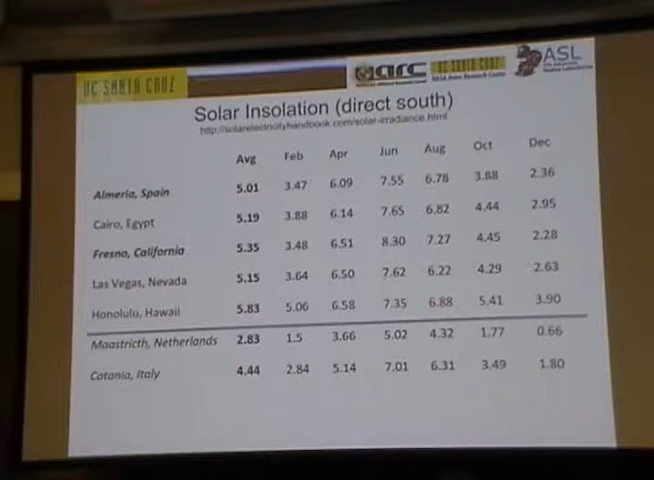 UC SANTA CRUZ
arc
UC SANTA CRUZ
ASL
Solar Insolation (direct south)
http://solarelectricityhandbook.com/solar-irradiance.html
Avg Feb Apr Jun Aug Oct Dec
Almeria, Spain 5.01 3.47 6.09 7.55 6.78 3.88 2.36
Cairo, Egypt 5.19 3.88 6.14 7.65 6.82 4.44 2.95
Fresno, California 5.35 3.48 6.51 8.30 7.27 4.45 2.28
Las Vegas, Nevada 5.15 3.64 6.50 7.62 6.22 4.29 2.63
Honolulu, Hawaii 5.83 5.06 6.58 7.35 6.88 5.41 3.90
Maastricth, Netherlands 2.83 1.5 3.66 5.02 4.32 1.77 0.66
Catania, Italy 4.44 2.84 5.14 7.01 6.31 3.49 1.80